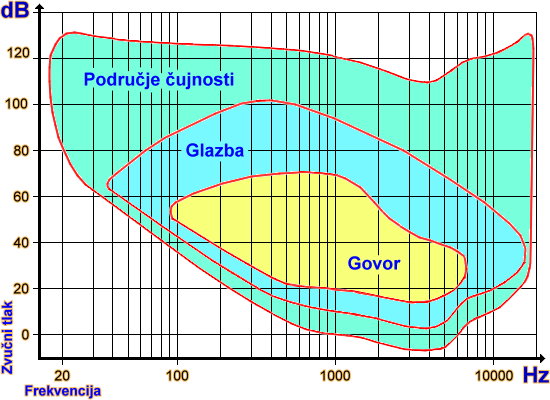 dB
120
Područje čujnosti
100
Glazba
80
60
Govor
40
20
0
Zvučni tlak
20 100 1000 10000 Hz
Frekvencija